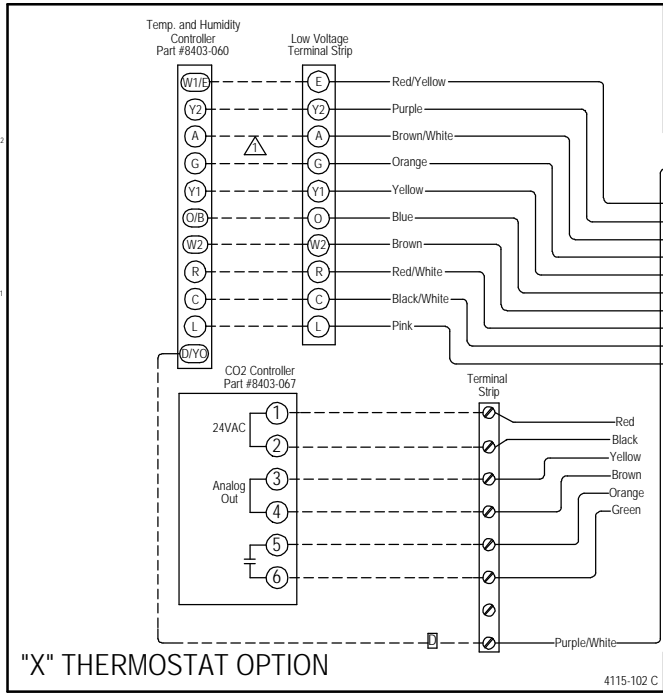 Temp. and Humidity
Controller
Part #8403-060
Low Voltage
Terminal Strip
W1/E E Red/Yellow
Y2 Y2 Purple
A A Brown/White
1
G G Orange
Y1 Y1 Yellow
O/B O Blue
W2 W2 Brown
R R Red/White
C C Black/White
L L Pink
D/YO
CO2 Controller
Part #8403-067
Terminal
Strip
24VAC
1 Red
2 Black
Analog
Out
3 Yellow
4 Brown
5 Orange
6 Green
D Purple/White
"X" THERMOSTAT OPTION
4115-102 C
2
1